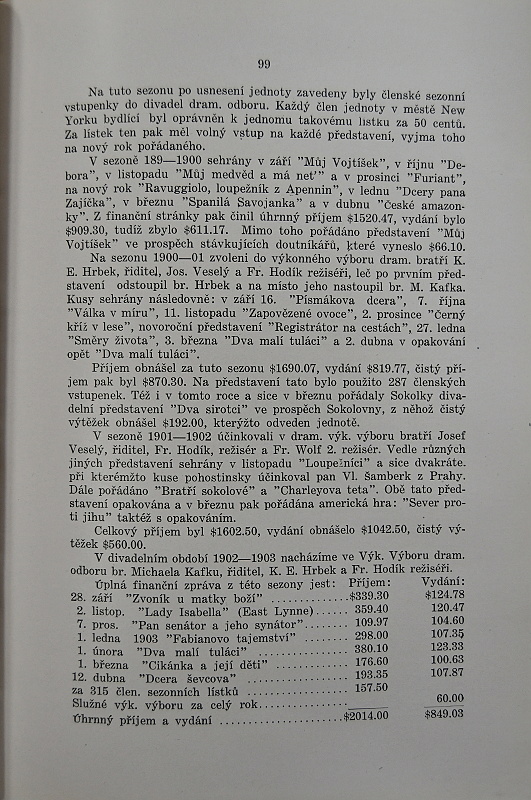 99
Na tuto sezonu po usnesení jednoty zavedeny byly členské sezonní
vstupenky do divadel dram. odboru. Každý člen jednoty v městě New
Yorku bydlící byl oprávněn k jednomu takovému lístku za 50 centů.
Za lístek ten pak měl volný vstup na každé představení, vyjma toho
na nový rok pořádaného.
V sezoně 189—1900 sehrány v září "Můj Vojtíšek", v říjnu "De-
bora", v listopadu "Můj medvěd a má net'" a v prosinci "Furiant",
na nový rok "Ravuggiolo, loupežník z Apennin", v lednu "Dcery pana
Zajíčka", v březnu "Spanilá Savojanka" a v dubnu "České amazon-
ky". Z finanční stránky pak činil úhrnný příjem $1520.47, vydání bylo
$909.30, tudíž zbylo $611.17. Mimo toho pořádáno představení "Můj
Vojtíšek" ve prospěch stávkujících doutníkářů, které vyneslo $66.10.
Na sezonu 1900—01 zvoleni do výkonného výboru dram. bratří K.
E. Hrbek, řiditel, Jos. Veselý a Fr. Hodík režiséři, leč po prvním před-
stavení odstoupil br. Hrbek a na místo jeho nastoupil br. M. Kafka.
Kusy sehrány následovně: v září 16. "Písmákova dcera", 7. října
"Válka v míru", 11. listopadu "Zapovězené ovoce", 2. prosince "Černý
kříž v lese", novoroční představení "Registrátor na cestách", 27. ledna
"Směry života", 3. března "Dva malí tuláci" a 2. dubna v opakování
opět "Dva malí tuláci".
Příjem obnášel za tuto sezonu $1690.07, vydání $819.77, čistý pří-
jem pak byl $870.30. Na představení tato bylo použito 287 členských
vstupenek. Též i v tomto roce a sice v březnu pořádaly Sokolky diva-
delní představení "Dva sirotci" ve prospěch Sokolovny, z něhož čistý
výtěžek obnášel $192.00, kterýžto odveden jednotě.
V sezoně 1901—1902 účinkovali v dram. výk. výboru bratří Josef
Veselý, řiditel, Fr. Hodík, režisér a Fr. Wolf 2. režisér. Vedle různých
jiných představení sehrány v listopadu "Loupežníci" a sice dvakráte.
při kterémžto kuse pohostinsky účinkoval pan Vl. Šamberk z Prahy.
Dále pořádáno "Bratří sokolové" a "Charleyova teta". Obě tato před-
stavení opakována a v březnu pak pořádána americká hra: "Sever pro-
ti jihu" taktéž s opakováním.
Celkový příjem byl $1602.50, vydání obnášelo $1042.50, čistý vý-
těžek $560.00.
V divadelním období 1902—1903 nacházíme ve Výk. Výboru dram.
odboru br. Michaela Kafku, řiditel, K. E. Hrbek a Fr. Hodík režiséři.
Úplná finanční zpráva z této sezony jest: Příjem: Vydání:
28. září "Zvoník u matky boží" ..............$339.30 $124.78
2. listop. "Lady Isabella" (East Lynne)...... 359.40 120.47
7. pros. "Pan senátor a jeho synátor"........ 109.97 104.60
1. ledna 1903 "Fabianovo tajemství" ........ 298.00 107.35
1. února "Dva malí tuláci" ................ 380.10 123.33
1. března "Cikánka a její děti" ............. 176.60 100.63
12. dubna "Dcera ševcova" ................. 193.35 107.87
za 315 člen. sezonních lístků ................. 157.50
Služné výk. výboru za celý rok............... 60.00
Úhrnný příjem a vydání .....................$2014.00 $849.03